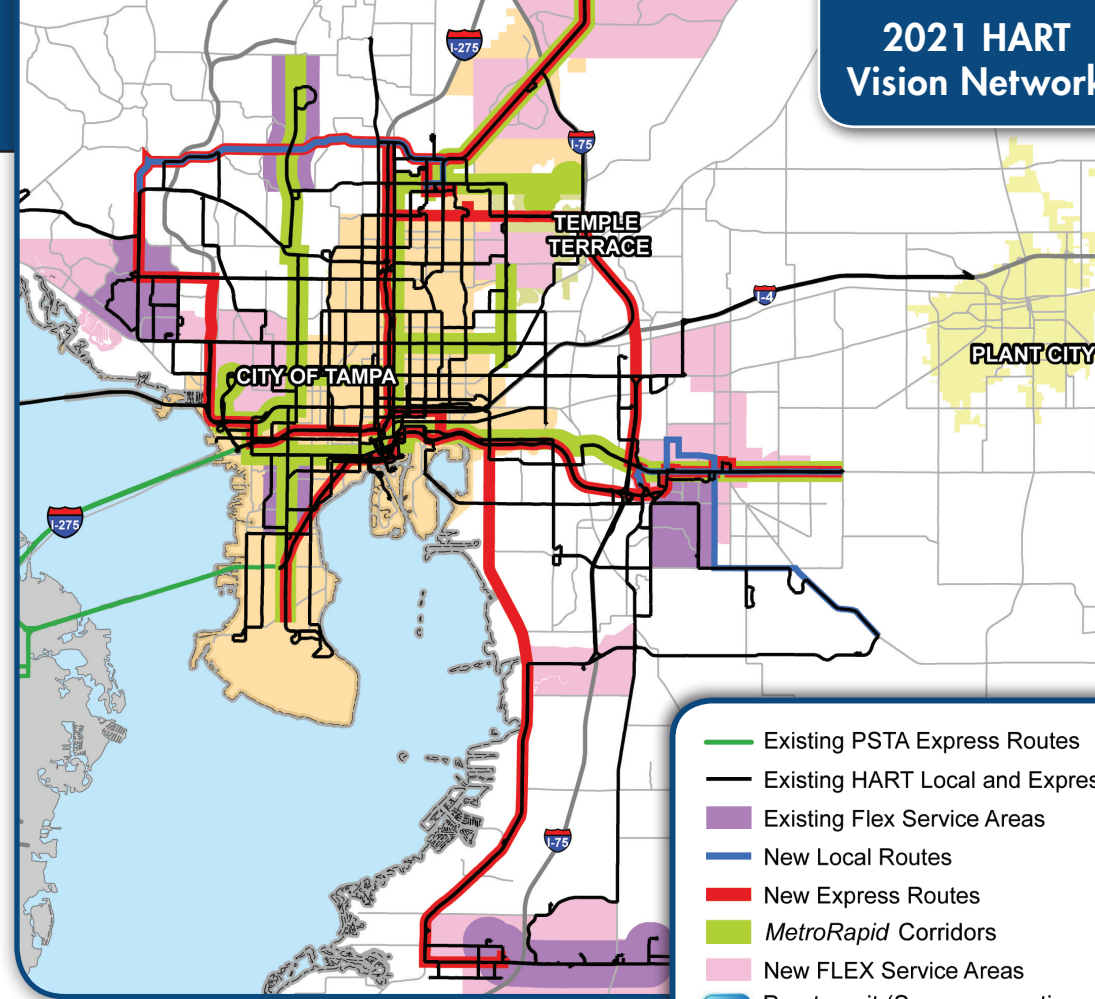 2021 HART
Vision Network
I-275
I-75
TEMPLE
TERRACE
I-4
PLANT CITY
CITY OF TAMPA
I-275
I-75
Existing PSTA Express Routes
Existing HART Local and Expres
Existing Flex Service Areas
New Local Routes
New Express Routes
MetroRapid Corridors
New FLEX Service Areas